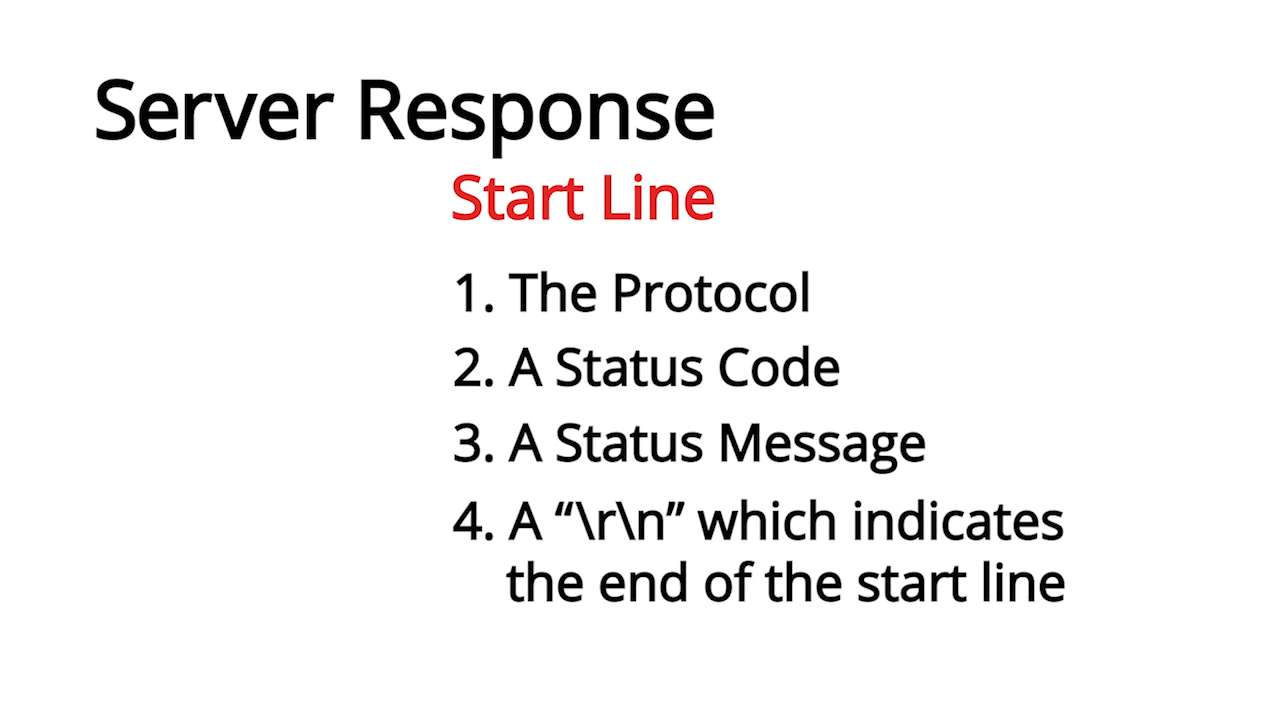 Server Response
Start Line
1. The Protocol
2. A Status Code
3. A Status Message
4. A “\r\n” which indicates
the end of the start line